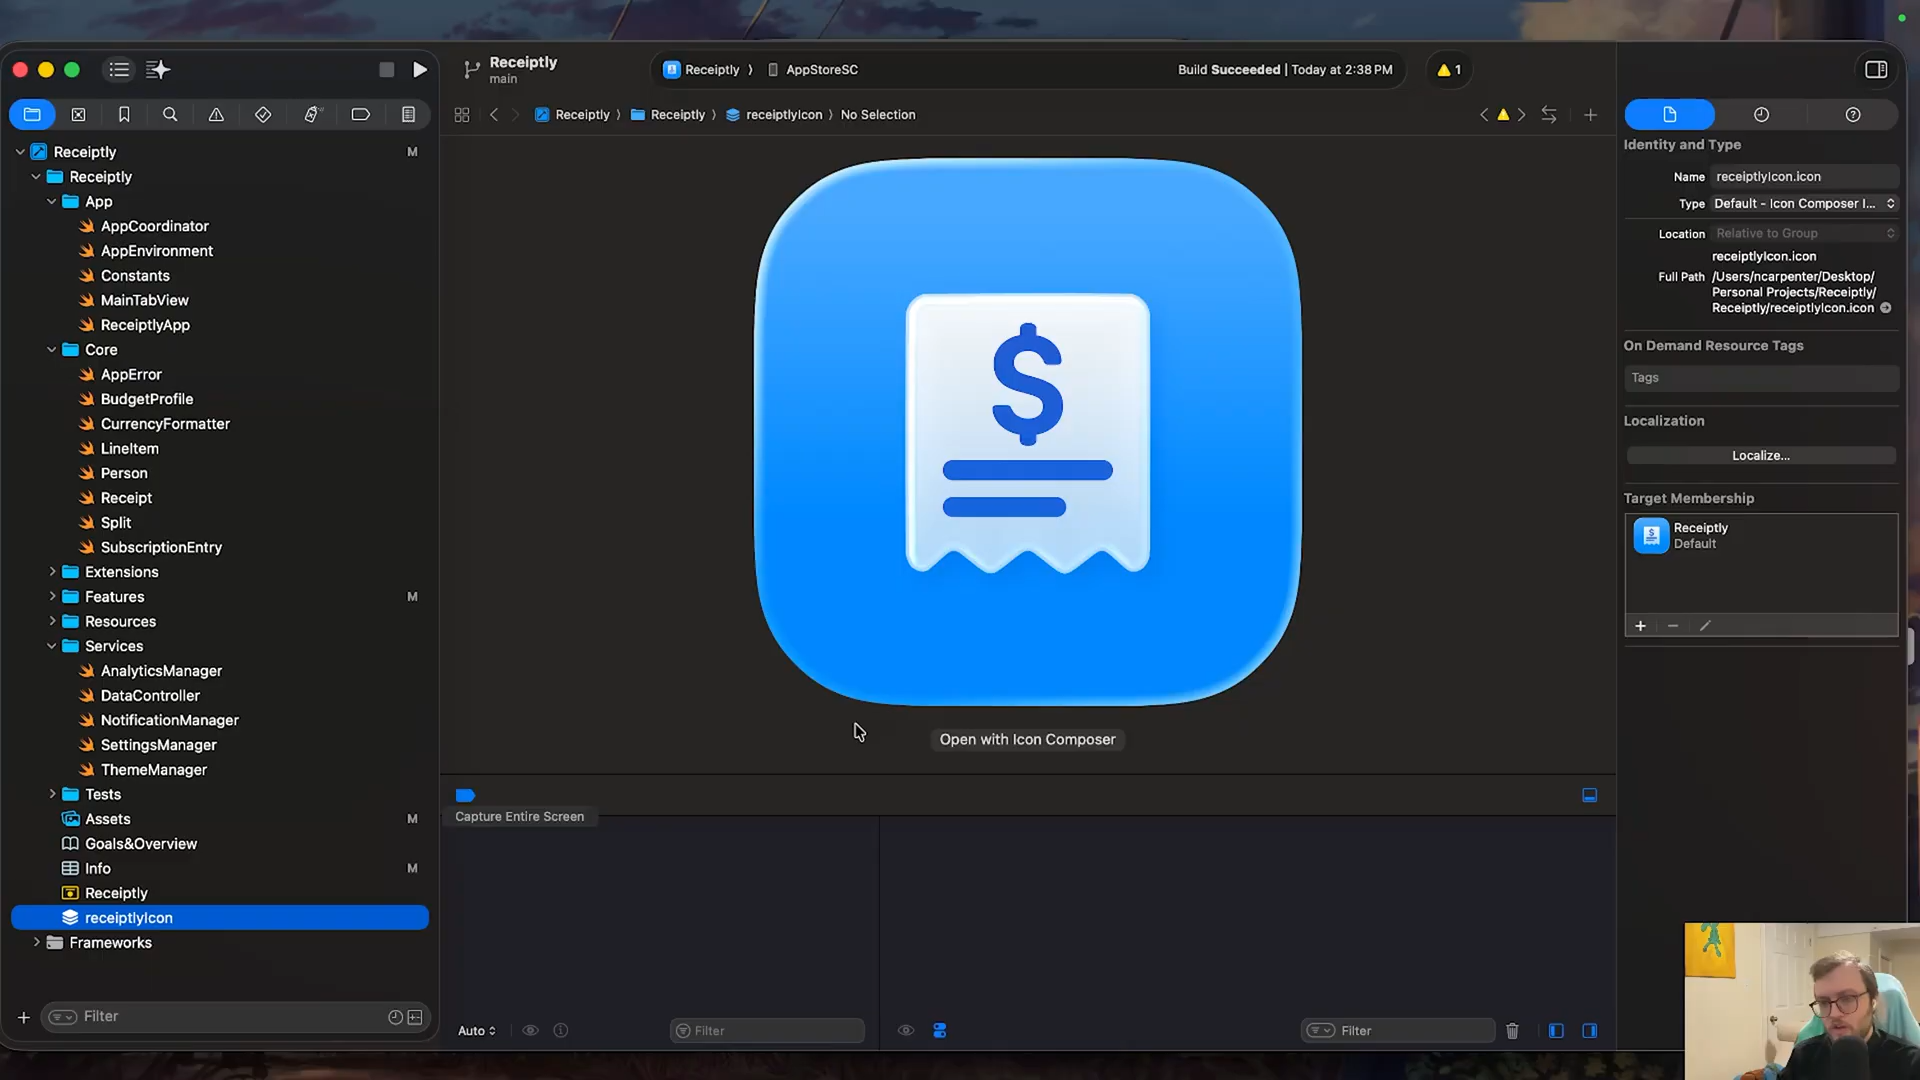 Receiptly
main
Receiptly
AppStoreSC
Build Succeeded | Today at 2:38 PM
1
Receiptly
Receiptly
receiptlyIcon
No Selection
Receiptly
M
Receiptly
App
AppCoordinator
AppEnvironment
Constants
MainTabView
ReceiptlyApp
Core
AppError
BudgetProfile
CurrencyFormatter
LineItem
Person
Receipt
Split
SubscriptionEntry
Extensions
Features
M
Resources
Services
AnalyticsManager
DataController
NotificationManager
SettingsManager
ThemeManager
Tests
Assets
M
Goals&Overview
Info
M
Receiptly
receiptlyIcon
Frameworks
Filter
$
Open with Icon Composer
Capture Entire Screen
Auto
Filter
Filter
Identity and Type
Name receiptlyIcon.icon
Type Default - Icon Composer I...
Location Relative to Group
receiptlyIcon.icon
Full Path /Users/ncarpenter/Desktop/
Personal Projects/Receiptly/
Receiptly/receiptlyIcon.icon
On Demand Resource Tags
Tags
Localization
Localize...
Target Membership
Receiptly
Default